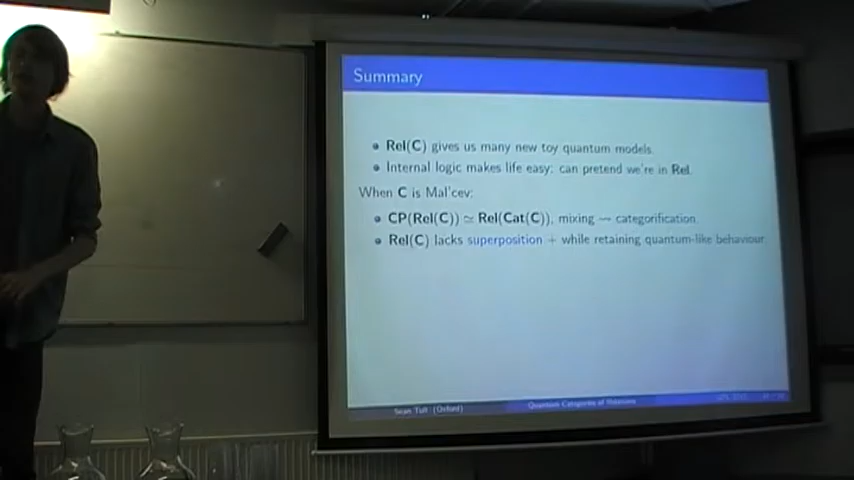 Summary
Rel(C) gives us many new toy quantum models.
Internal logic makes life easy: can pretend we're in Rel.
When C is Mal'cev:
CP(Rel(C)) ≃ Rel(Cat(C)), mixing ⇝ categorification.
Rel(C) lacks superposition + while retaining quantum-like behaviour.
Sean Tull (Oxford)
Quantum Categories of Relations